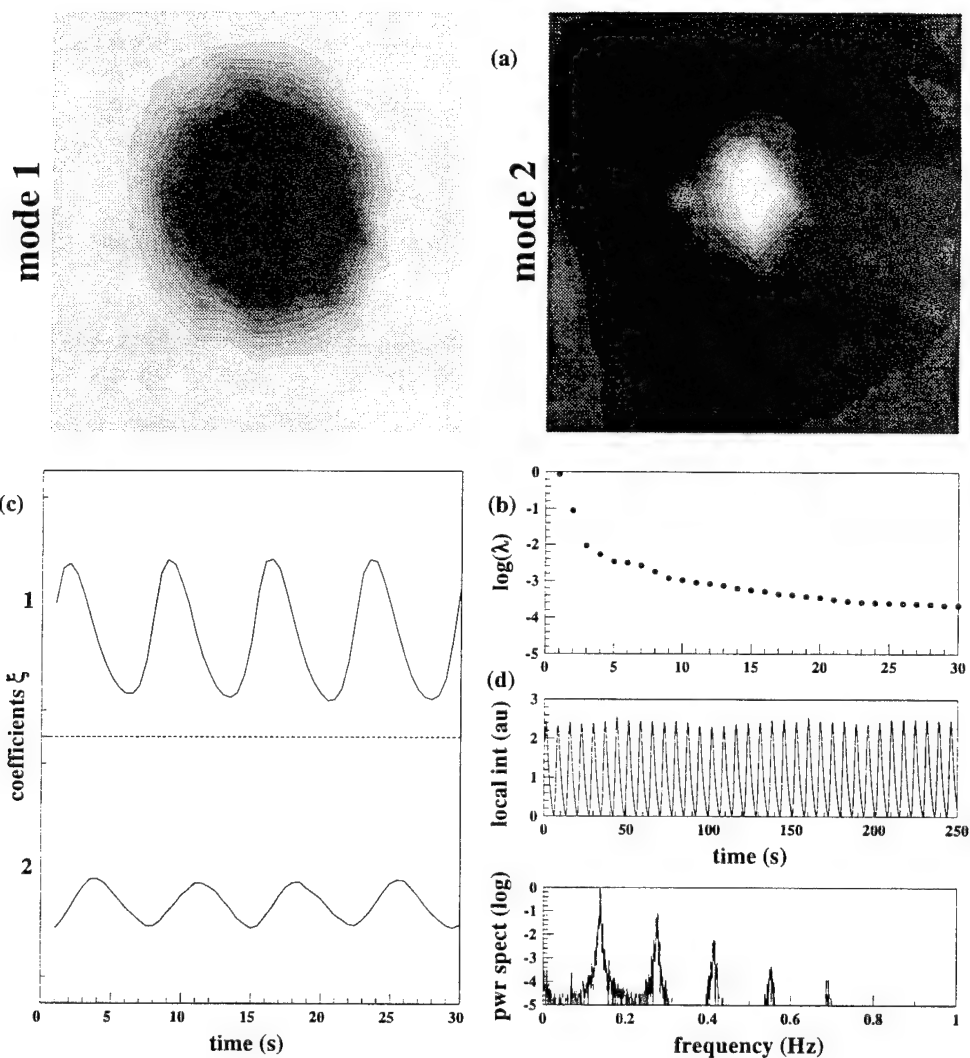 mode 1
(a)
mode 2
(c)
coefficients ξ
1
2
0 5 10 15 20 25 30
time (s)
(b)
log(λ)
0
-1
-2
-3
-4
-5
0 5 10 15 20 25 30
(d)
local int (au)
3
2
1
0
0 50 100 150 200 250
time (s)
pwr spect (log)
0
-1
-2
-3
-4
-5
0 0.2 0.4 0.6 0.8 1
frequency (Hz)